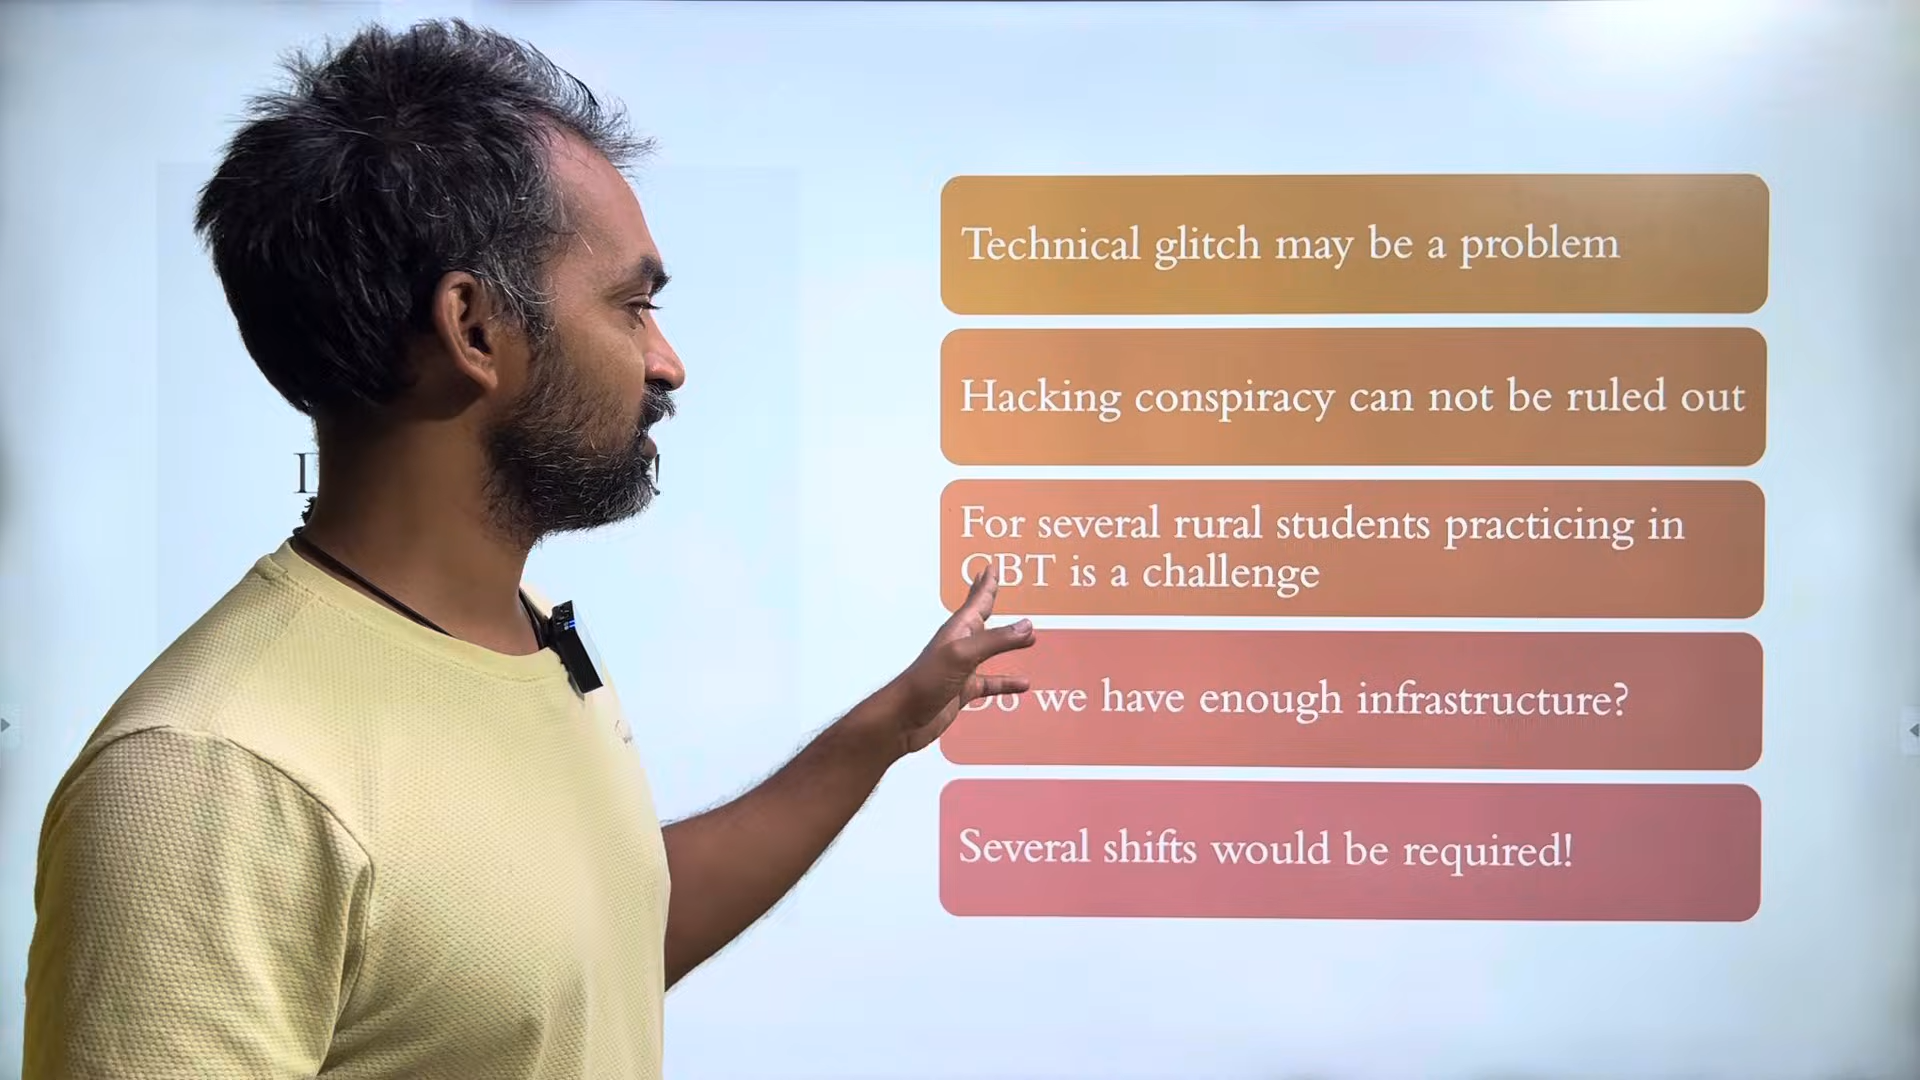 Technical glitch may be a problem
Hacking conspiracy can not be ruled out
For several rural students practicing in
CBT is a challenge
Do we have enough infrastructure?
Several shifts would be required!